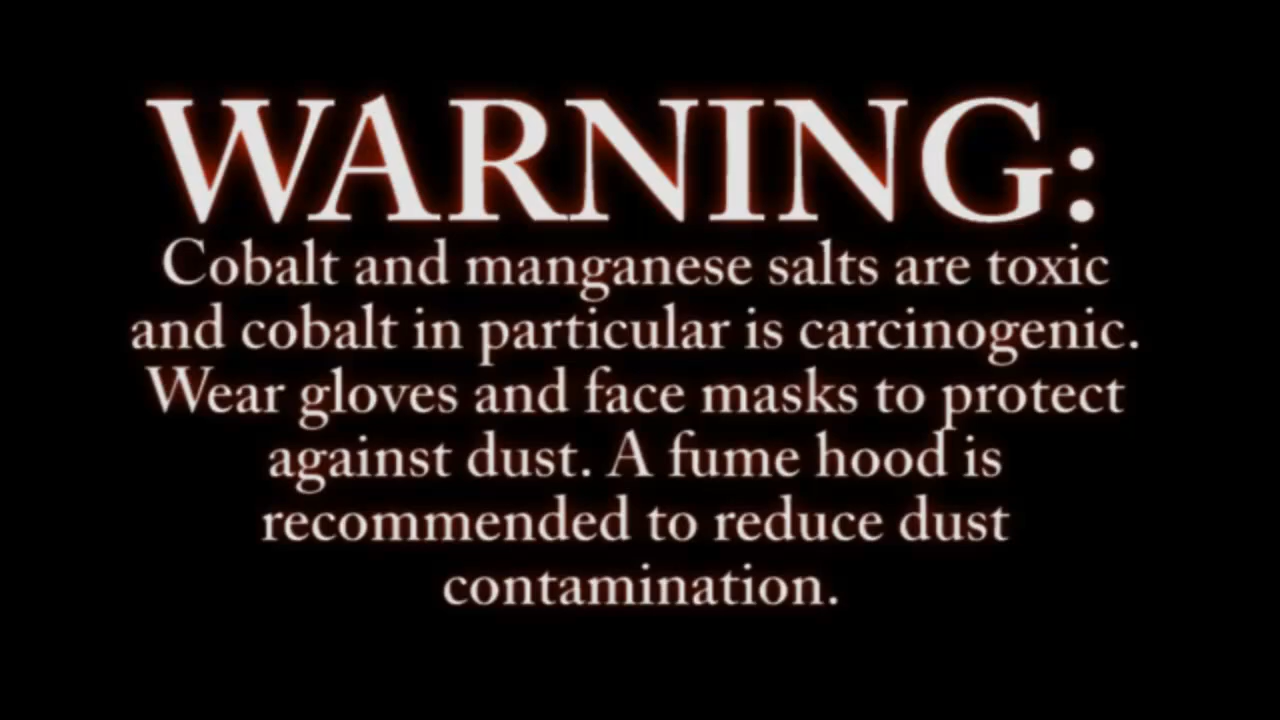 WARNING:
Cobalt and manganese salts are toxic
and cobalt in particular is carcinogenic.
Wear gloves and face masks to protect
against dust. A fume hood is
recommended to reduce dust
contamination.